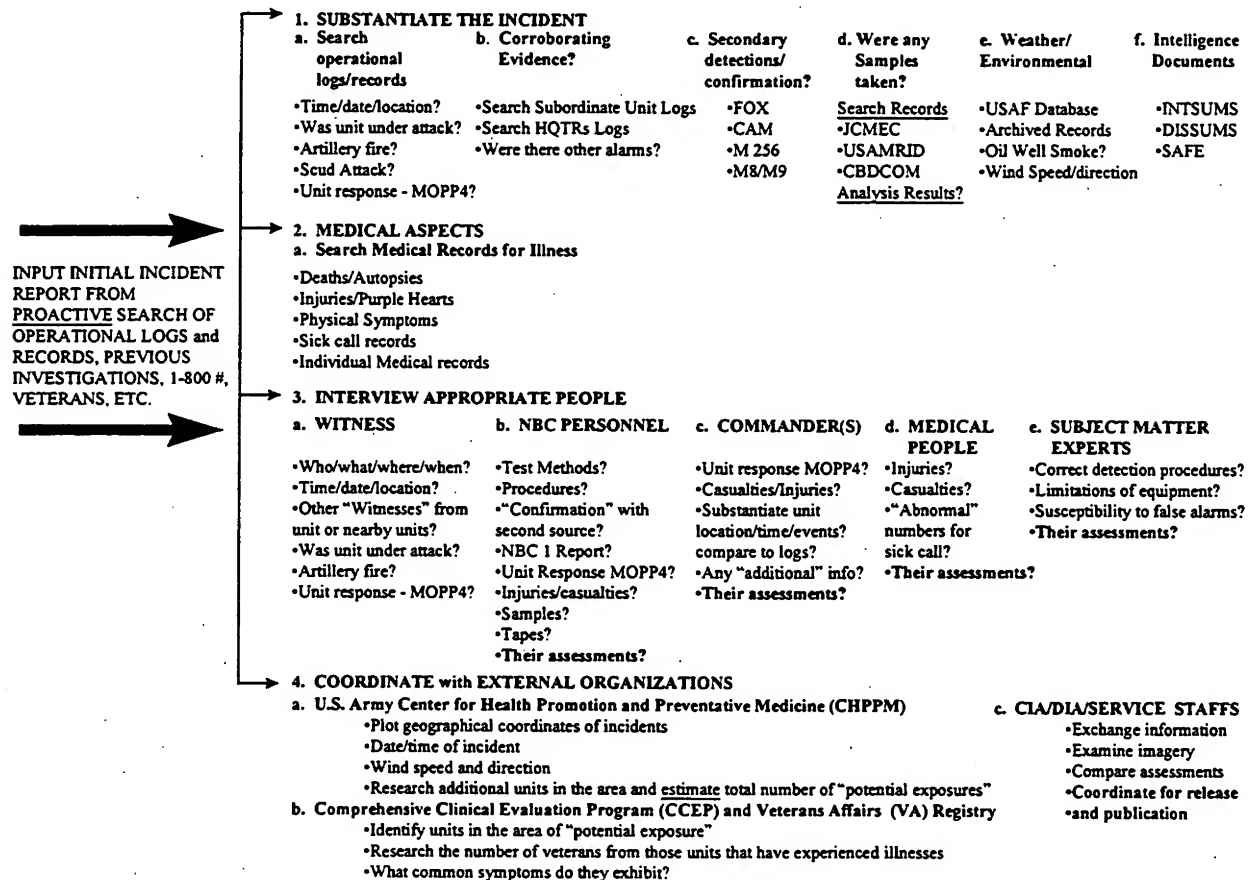 1. SUBSTANTIATE THE INCIDENT
a. Search operational logs/records
•Time/date/location?
•Was unit under attack?
•Artillery fire?
•Scud Attack?
•Unit response - MOPP4?
b. Corroborating Evidence?
•Search Subordinate Unit Logs
•Search HQTRs Logs
•Were there other alarms?
c. Secondary detections/ confirmation?
•FOX
•CAM
•M 256
•M8/M9
d. Were any Samples taken?
Search Records
•JCMEC
•USAMRID
•CBDCOM
Analysis Results?
e. Weather/ Environmental
•USAF Database
•Archived Records
•Oil Well Smoke?
•Wind Speed/direction
f. Intelligence Documents
•INTSUMS
•DISSUMS
•SAFE
INPUT INITIAL INCIDENT
REPORT FROM
PROACTIVE SEARCH OF
OPERATIONAL LOGS and
RECORDS, PREVIOUS
INVESTIGATIONS, 1-800 #,
VETERANS, ETC.
2. MEDICAL ASPECTS
a. Search Medical Records for Illness
•Deaths/Autopsies
•Injuries/Purple Hearts
•Physical Symptoms
•Sick call records
•Individual Medical records
3. INTERVIEW APPROPRIATE PEOPLE
a. WITNESS
•Who/what/where/when?
•Time/date/location?
•Other "Witnesses" from
unit or nearby units?
•Was unit under attack?
•Artillery fire?
•Unit response - MOPP4?
b. NBC PERSONNEL
•Test Methods?
•Procedures?
•"Confirmation" with
second source?
•NBC 1 Report?
•Unit Response MOPP4?
•Injuries/casualties?
•Samples?
•Tapes?
•Their assessments?
c. COMMANDER(S)
•Unit response MOPP4?
•Casualties/Injuries?
•Substantiate unit
location/time/events?
compare to logs?
•Any "additional" info?
•Their assessments?
d. MEDICAL
PEOPLE
•Injuries?
•Casualties?
•"Abnormal"
numbers for
sick call?
•Their assessments?
e. SUBJECT MATTER
EXPERTS
•Correct detection procedures?
•Limitations of equipment?
•Susceptibility to false alarms?
•Their assessments?
4. COORDINATE with EXTERNAL ORGANIZATIONS
a. U.S. Army Center for Health Promotion and Preventative Medicine (CHPPM)
•Plot geographical coordinates of incidents
•Date/time of incident
•Wind speed and direction
•Research additional units in the area and estimate total number of "potential exposures"
b. Comprehensive Clinical Evaluation Program (CCEP) and Veterans Affairs (VA) Registry
•Identify units in the area of "potential exposure"
•Research the number of veterans from those units that have experienced illnesses
•What common symptoms do they exhibit?
c. CIA/DIA/SERVICE STAFFS
•Exchange information
•Examine imagery
•Compare assessments
•Coordinate for release
•and publication